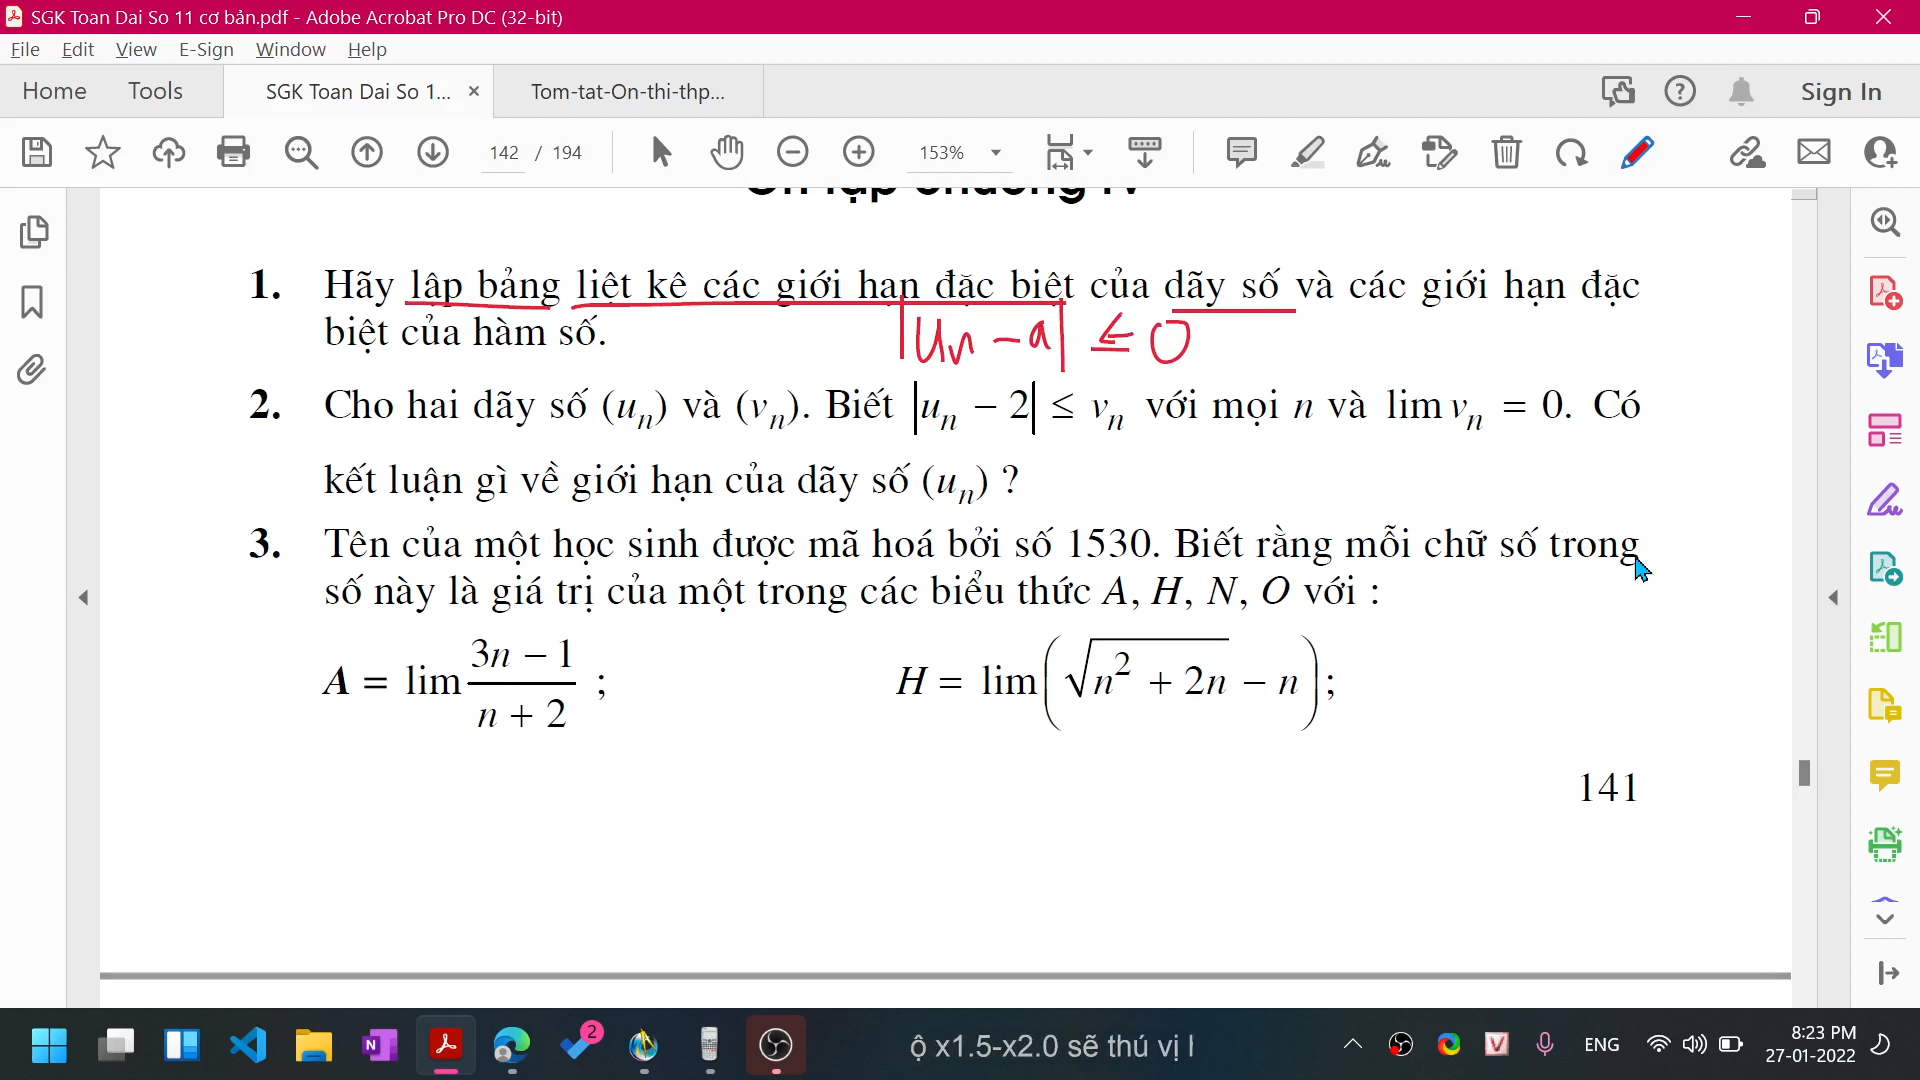 SGK Toan Dai So 11 cơ bản.pdf - Adobe Acrobat Pro DC (32-bit)
File Edit View E-Sign Window Help
Home Tools SGK Toan Dai So 1... × Tom-tat-On-thi-thp... Sign In
142 / 194 153%
Ôn tập chương IV
1. Hãy lập bảng liệt kê các giới hạn đặc biệt của dãy số và các giới hạn đặc
biệt của hàm số.
|Un - a| ≤ 0
2. Cho hai dãy số (uₙ) và (vₙ). Biết |uₙ − 2| ≤ vₙ với mọi n và lim vₙ = 0. Có
kết luận gì về giới hạn của dãy số (uₙ) ?
3. Tên của một học sinh được mã hoá bởi số 1530. Biết rằng mỗi chữ số trong
số này là giá trị của một trong các biểu thức A, H, N, O với :
A = lim (3n − 1)/(n + 2) ; H = lim(√(n² + 2n) − n);
141
2 ộ x1.5-x2.0 sẽ thú vị ENG 8:23 PM
27-01-2022